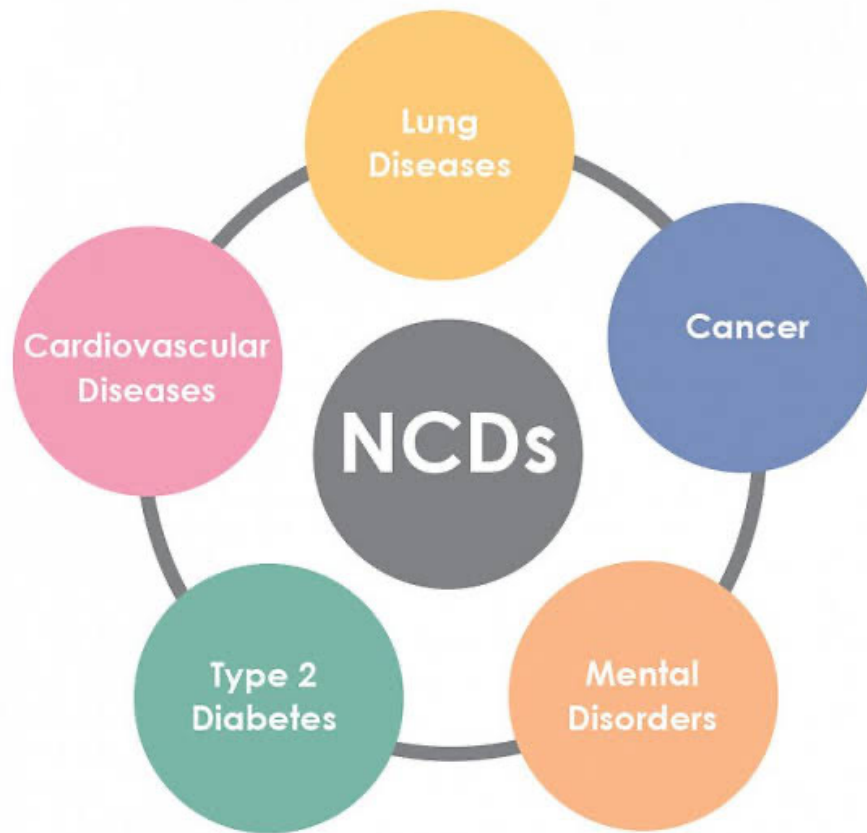 Lung
Diseases
Cancer
Cardiovascular
Diseases
NCDs
Type 2
Diabetes
Mental
Disorders